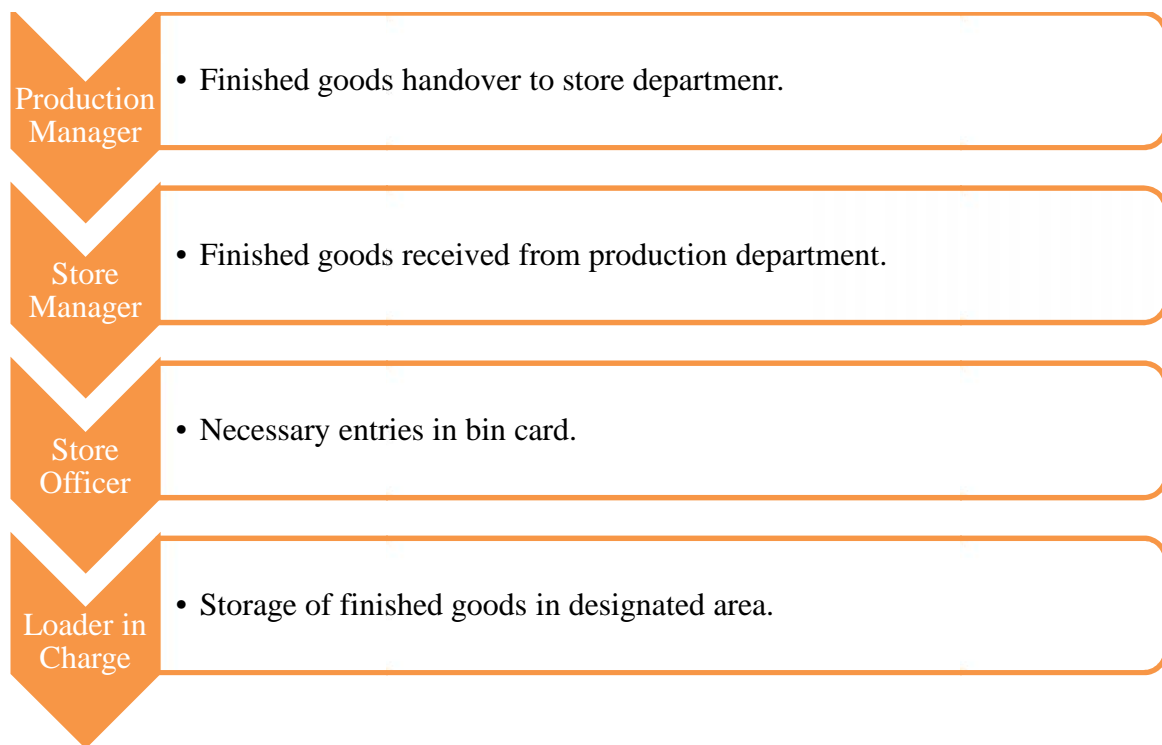 Production
Manager
• Finished goods handover to store departmenr.
Store
Manager
• Finished goods received from production department.
Store
Officer
• Necessary entries in bin card.
Loader in
Charge
• Storage of finished goods in designated area.